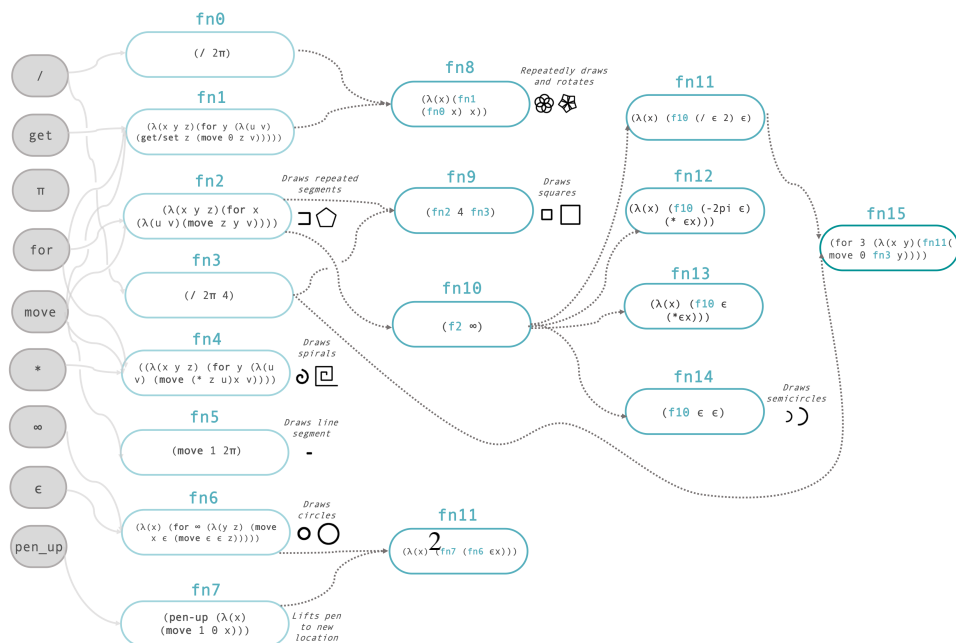 /
get
π
for
move
*
∞
ϵ
pen_up
fn0
(/ 2π)
fn1
(λ(x y z)(for y (λ(u v)
(get/set z (move 0 z v)))))
fn2
(λ(x y z)(for x
(λ(u v)(move z y v))))
Draws repeated
segments
fn3
(/ 2π 4)
fn4
((λ(x y z) (for y (λ(u
v) (move (* z u)x v))))
Draws
spirals
fn5
(move 1 2π)
Draws line
segment
fn6
(λ(x) (for ∞ (λ(y z) (move
x ϵ (move ϵ ϵ z)))))
Draws
circles
fn7
(pen-up (λ(x)
(move 1 0 x)))
Lifts pen
to new
location
fn8
(λ(x)(fn1
(fn0 x) x))
Repeatedly draws
and rotates
fn9
(fn2 4 fn3)
Draws
squares
fn10
(f2 ∞)
fn11
(λ(x) (fn7 (fn6 ϵx)))
2
fn11
(λ(x) (f10 (/ ϵ 2) ϵ)
fn12
(λ(x) (f10 (-2pi ϵ)
(* ϵx)))
fn13
(λ(x) (f10 ϵ
(*ϵx)))
fn14
(f10 ϵ ϵ)
Draws
semicircles
fn15
(for 3 (λ(x y)(fn11(
move 0 fn3 y))))